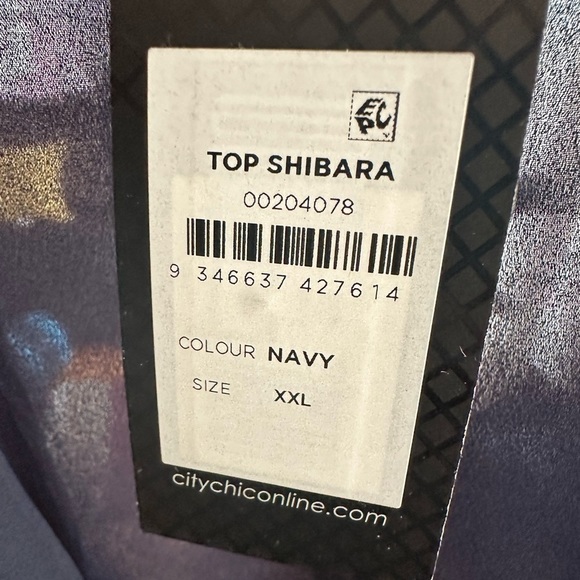 TOP SHIBARA
00204078
9 346637 427614
COLOUR NAVY
SIZE XXL
citychiconline.com